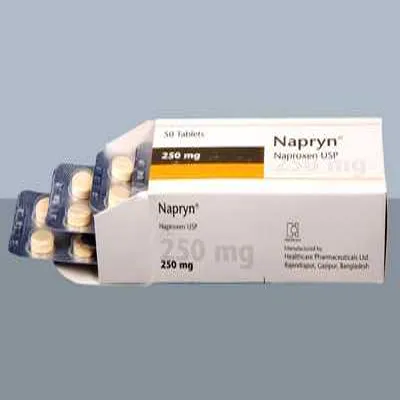 50 Tablets
250 mg
Napryn®
Naproxen USP
250 mg
Napryn®
Naproxen USP
250 mg
250 mg
Manufactured by
Healthcare Pharmaceuticals Ltd.
Rajendrapur, Gazipur, Bangladesh